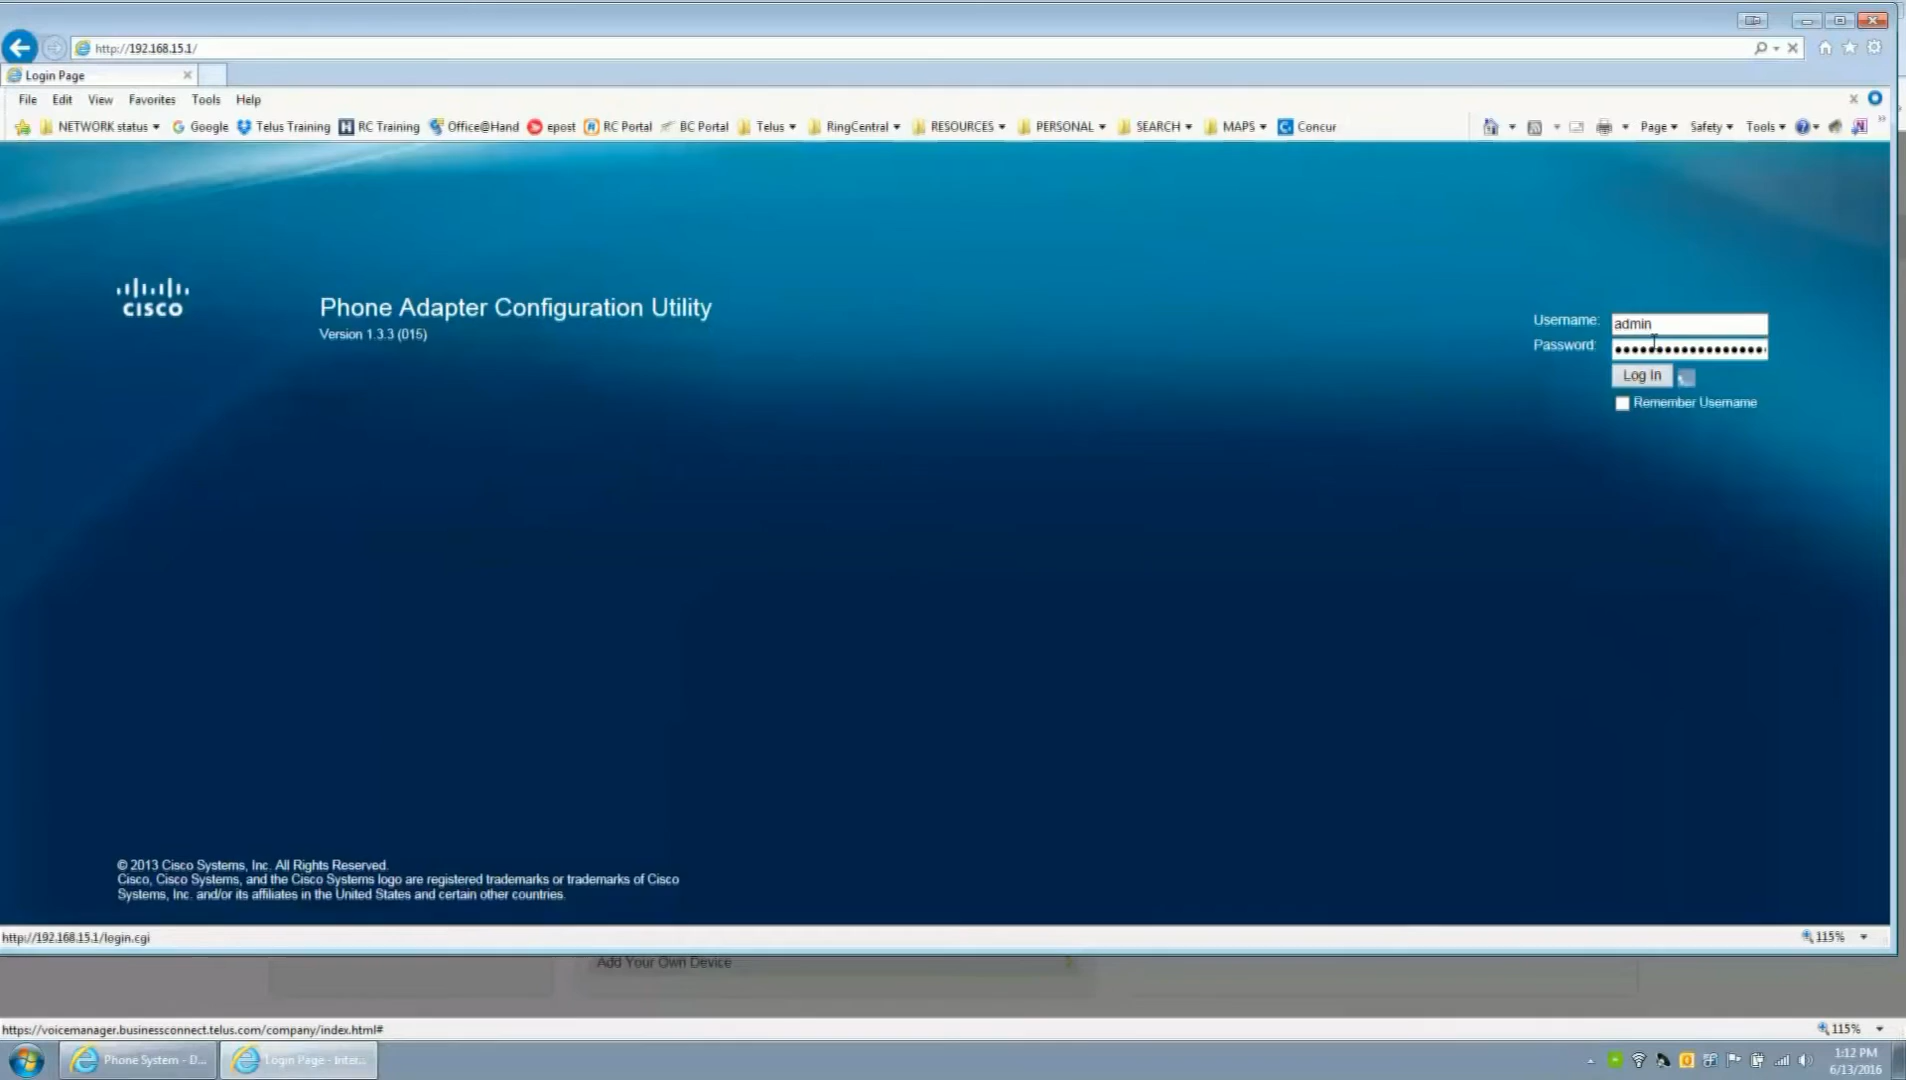 http://192.168.15.1/
Login Page
File Edit View Favorites Tools Help
NETWORK status Google Telus Training RC Training Office@Hand epost RC Portal BC Portal Telus RingCentral RESOURCES PERSONAL SEARCH MAPS Concur Page Safety Tools
CISCO
Phone Adapter Configuration Utility
Version 1.3.3 (015)
Username: admin
Password:
Log In
Remember Username
© 2013 Cisco Systems, Inc. All Rights Reserved.
Cisco, Cisco Systems, and the Cisco Systems logo are registered trademarks or trademarks of Cisco
Systems, Inc. and/or its affiliates in the United States and certain other countries.
http://192.168.15.1/login.cgi
115%
Add Your Own Device
https://voicemanager.businessconnect.telus.com/company/index.html#
115%
Phone System - D...
Login Page - Inter...
1:12 PM
6/13/2016